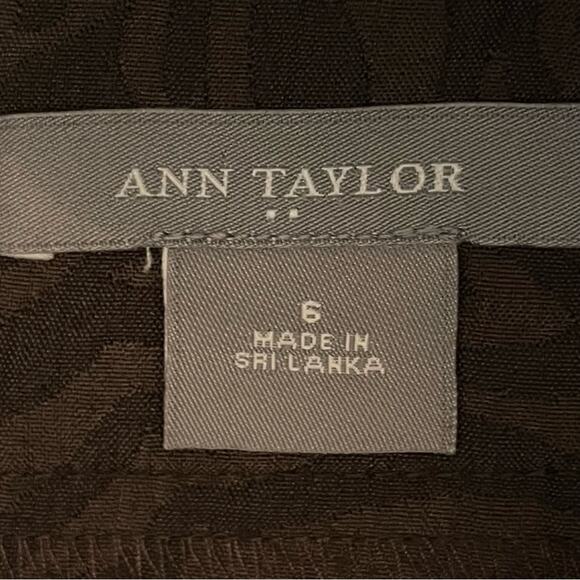 ANN TAYLOR
6
MADE IN
SRI LANKA